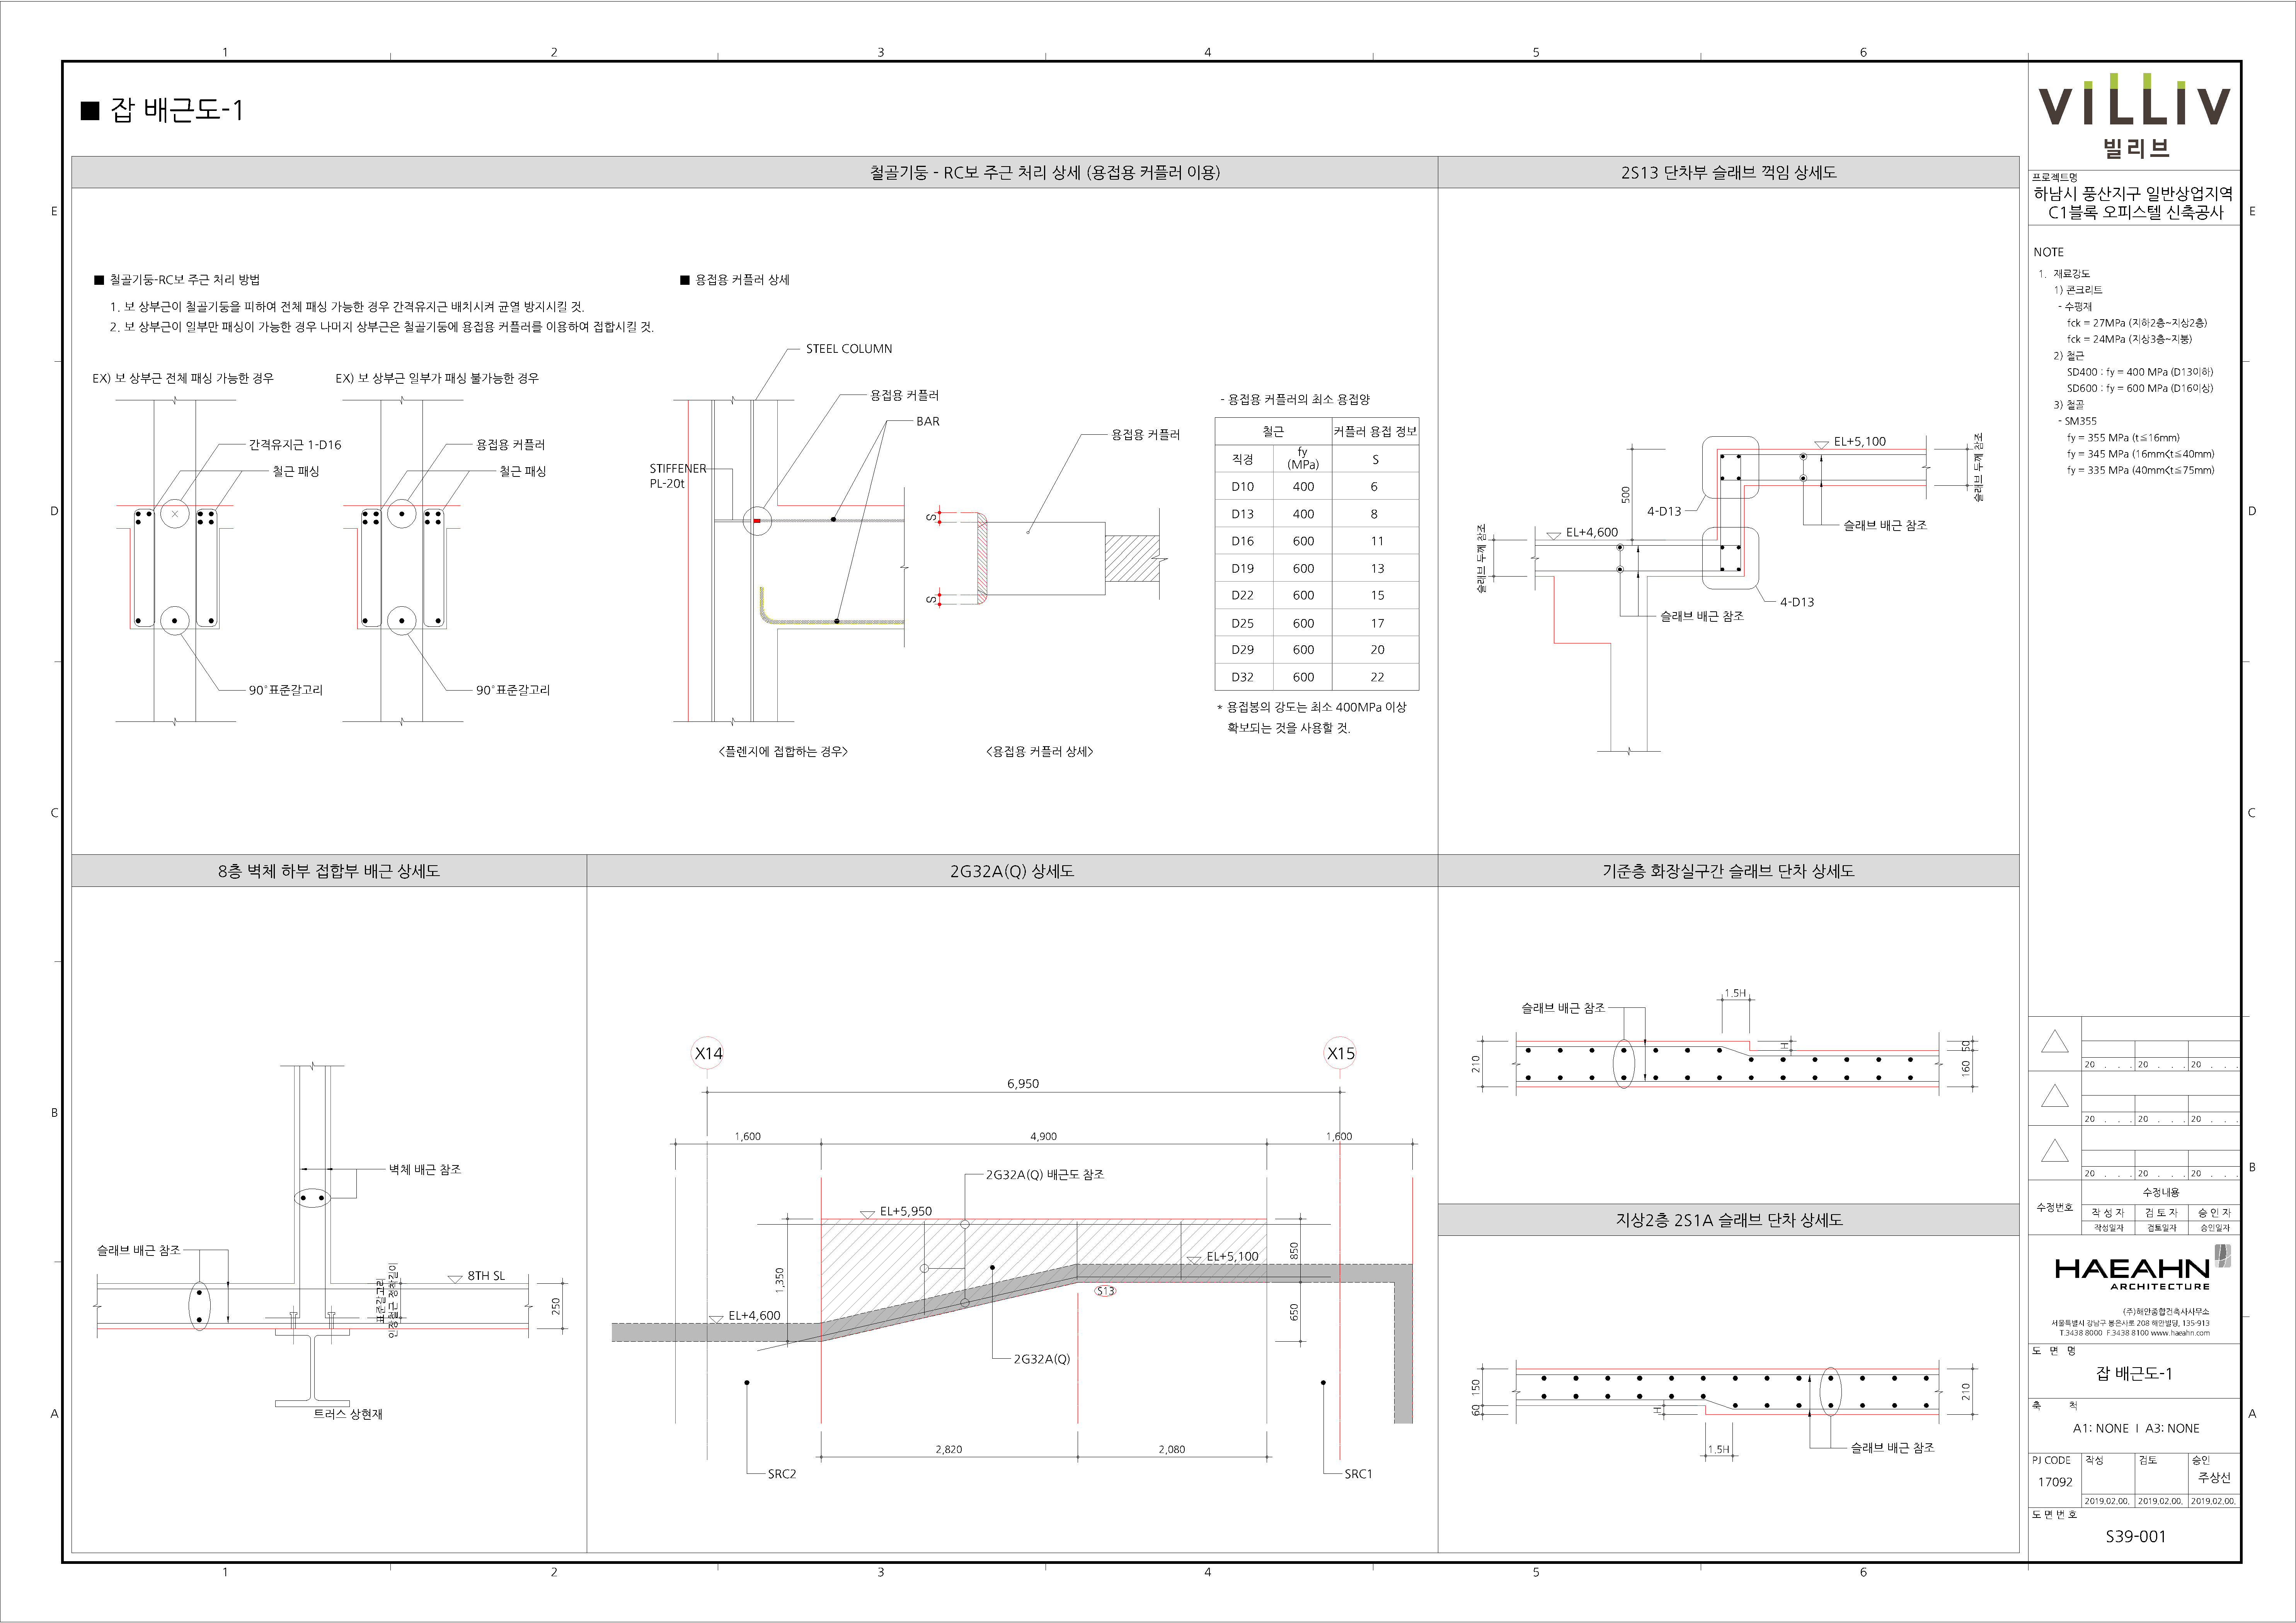 1 2 3 4 5 6
■ 잡 배근도-1
철골기둥 - RC보 주근 처리 상세 (용접용 커플러 이용)
■ 철골기둥-RC보 주근 처리 방법
1. 보 상부근이 철골기둥을 피하여 전체 패싱 가능한 경우 간격유지근 배치시켜 균열 방지시킬 것.
2. 보 상부근이 일부만 패싱이 가능한 경우 나머지 상부근은 철골기둥에 용접용 커플러를 이용하여 접합시킬 것.
EX) 보 상부근 전체 패싱 가능한 경우
간격유지근 1-D16
철근 패싱
90°표준갈고리
EX) 보 상부근 일부가 패싱 불가능한 경우
용접용 커플러
철근 패싱
90°표준갈고리
■ 용접용 커플러 상세
STEEL COLUMN
용접용 커플러
BAR
STIFFENER
PL-20t
<플렌지에 접합하는 경우>
용접용 커플러
S
S
<용접용 커플러 상세>
- 용접용 커플러의 최소 용접양
철근 커플러 용접 정보
직경 fy (MPa) S
D10 400 6
D13 400 8
D16 600 11
D19 600 13
D22 600 15
D25 600 17
D29 600 20
D32 600 22
* 용접봉의 강도는 최소 400MPa 이상
확보되는 것을 사용할 것.
2S13 단차부 슬래브 꺽임 상세도
EL+5,100
슬래브 두께 참조
500
4-D13
슬래브 배근 참조
EL+4,600
슬래브 두께 참조
4-D13
슬래브 배근 참조
8층 벽체 하부 접합부 배근 상세도
벽체 배근 참조
슬래브 배근 참조
표준갈고리
인장철근 정착길이
8TH SL
250
트러스 상현재
2G32A(Q) 상세도
X14 X15
6,950
1,600 4,900 1,600
2G32A(Q) 배근도 참조
EL+5,950
EL+5,100
1,350
850
S13
EL+4,600
650
2G32A(Q)
2,820 2,080
SRC2 SRC1
기준층 화장실구간 슬래브 단차 상세도
1.5H
슬래브 배근 참조
210
H
50
160
지상2층 2S1A 슬래브 단차 상세도
150
60
H
210
1.5H
슬래브 배근 참조
VILLIV
빌리브
프로젝트명
하남시 풍산지구 일반상업지역
C1블록 오피스텔 신축공사
NOTE
1. 재료강도
1) 콘크리트
- 수평재
fck = 27MPa (지하2층~지상2층)
fck = 24MPa (지상3층~지붕)
2) 철근
SD400 : fy = 400 MPa (D13이하)
SD600 : fy = 600 MPa (D16이상)
3) 철골
- SM355
fy = 355 MPa (t≦16mm)
fy = 345 MPa (16mm<t≦40mm)
fy = 335 MPa (40mm<t≦75mm)
20 . . . 20 . . . 20 . . .
20 . . . 20 . . . 20 . . .
20 . . . 20 . . . 20 . . .
수정번호
수정내용
작 성 자 검 토 자 승 인 자
작성일자 검토일자 승인일자
HAEAHN
ARCHITECTURE
(주)해안종합건축사사무소
서울특별시 강남구 봉은사로 208 해안빌딩, 135-913
T.3438 8000 F.3438 8100 www.haeahn.com
도 면 명
잡 배근도-1
축 척
A1: NONE I A3: NONE
PJ CODE 작성 검토 승인
17092 주상선
2019.02.00. 2019.02.00. 2019.02.00.
도 면 번 호
S39-001
E E
D D
C C
B B
A A
1 2 3 4 5 6